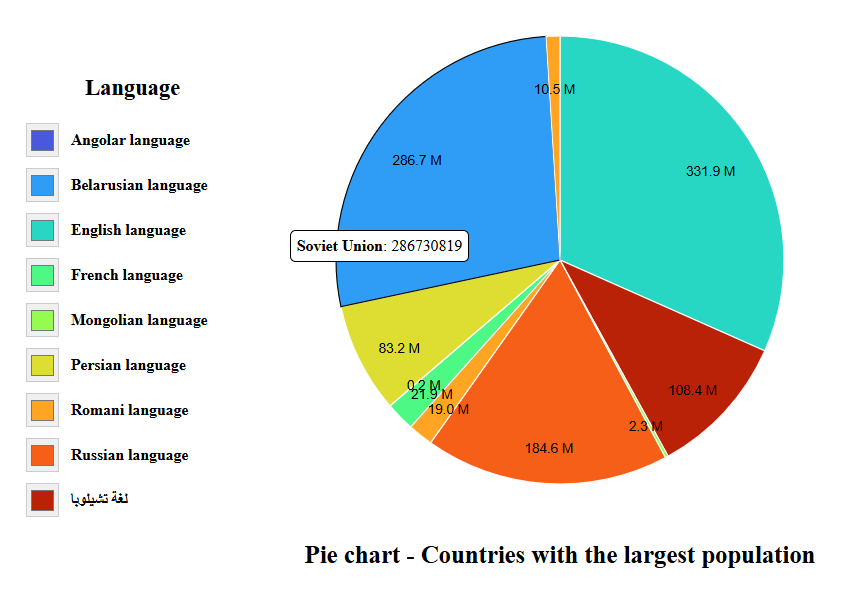 Language
Angolar language
Belarusian language
English language
French language
Mongolian language
Persian language
Romani language
Russian language
لغة تشيلوبا
10.5 M
331.9 M
286.7 M
Soviet Union: 286730819
83.2 M
0.2 M
21.9 M
19.0 M
184.6 M
2.3 M
108.4 M
Pie chart - Countries with the largest population